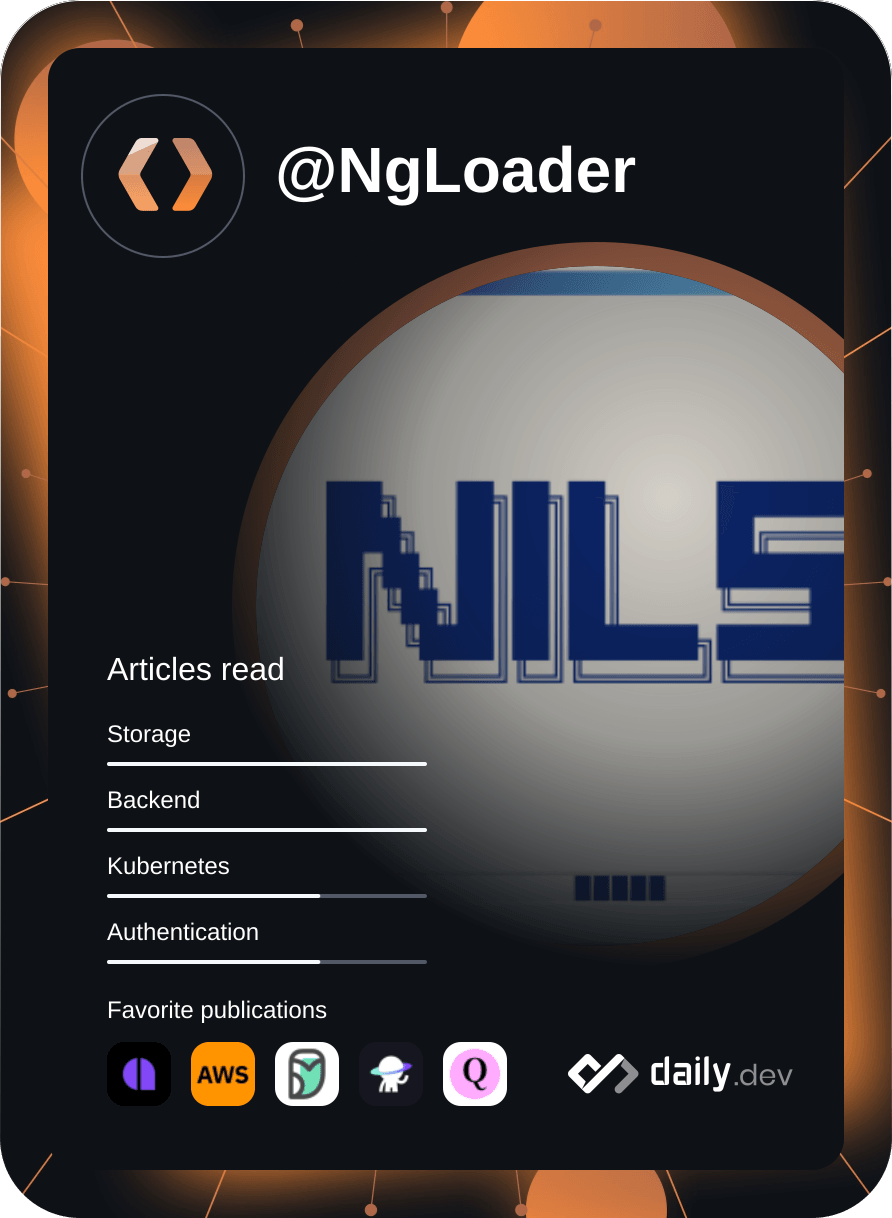 @NgLoader
NILS
Articles read
Storage
Backend
Kubernetes
Authentication
Favorite publications
AWS
Q
daily.dev